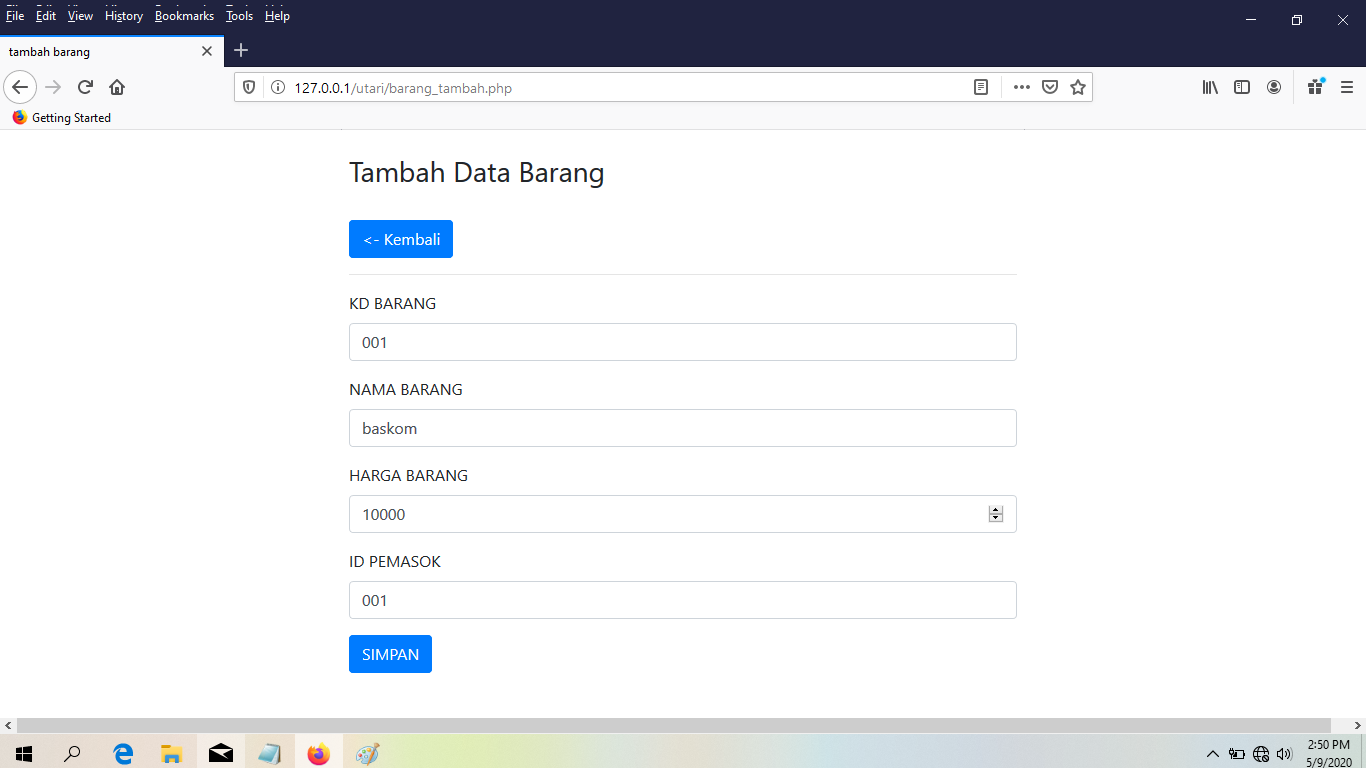 File Edit View History Bookmarks Tools Help
tambah barang
127.0.0.1/utari/barang_tambah.php
Getting Started
Tambah Data Barang
<- Kembali
KD BARANG
001
NAMA BARANG
baskom
HARGA BARANG
10000
ID PEMASOK
001
SIMPAN
2:50 PM
5/9/2020